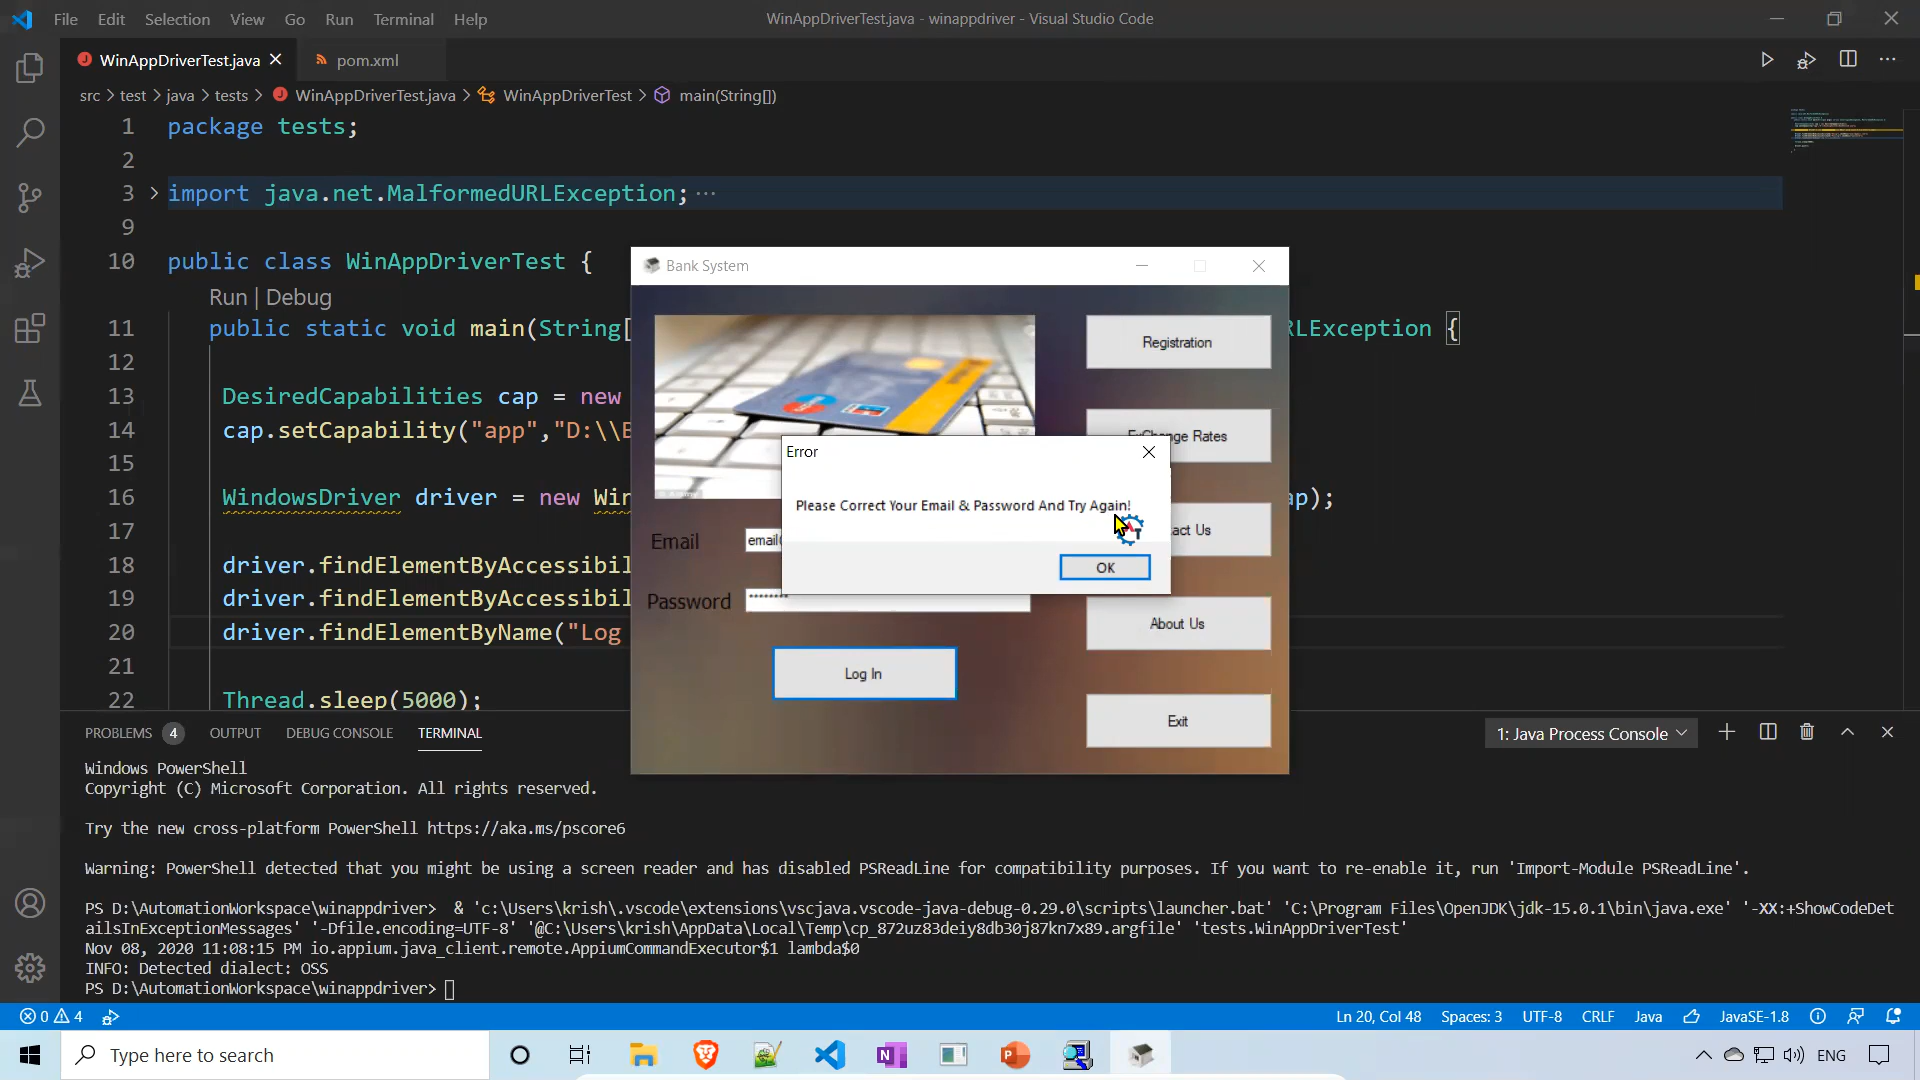 File Edit Selection View Go Run Terminal Help
WinAppDriverTest.java - winappdriver - Visual Studio Code
WinAppDriverTest.java
pom.xml
src > test > java > tests > WinAppDriverTest.java > WinAppDriverTest > main(String[])
1 package tests;
2
3 import java.net.MalformedURLException; ...
9
10 public class WinAppDriverTest {
Run | Debug
11 public static void main(String[ RLException {
12
13 DesiredCapabilities cap = new
14 cap.setCapability("app","D:\\
15
16 WindowsDriver driver = new Win ap);
17
18 driver.findElementByAccessibil
19 driver.findElementByAccessibil
20 driver.findElementByName("Log
21
22 Thread.sleep(5000);
Bank System
Registration
ExChange Rates
act Us
About Us
Exit
Email
email
Password
********
Log In
Error
Please Correct Your Email & Password And Try Again!
OK
PROBLEMS 4 OUTPUT DEBUG CONSOLE TERMINAL
1: Java Process Console
Windows PowerShell
Copyright (C) Microsoft Corporation. All rights reserved.
Try the new cross-platform PowerShell https://aka.ms/pscore6
Warning: PowerShell detected that you might be using a screen reader and has disabled PSReadLine for compatibility purposes. If you want to re-enable it, run 'Import-Module PSReadLine'.
PS D:\AutomationWorkspace\winappdriver> & 'c:\Users\krish\.vscode\extensions\vscjava.vscode-java-debug-0.29.0\scripts\launcher.bat' 'C:\Program Files\OpenJDK\jdk-15.0.1\bin\java.exe' '-XX:+ShowCodeDet
ailsInExceptionMessages' '-Dfile.encoding=UTF-8' '@C:\Users\krish\AppData\Local\Temp\cp_872uz83deiy8db30j87kn7x89.argfile' 'tests.WinAppDriverTest'
Nov 08, 2020 11:08:15 PM io.appium.java_client.remote.AppiumCommandExecutor$1 lambda$0
INFO: Detected dialect: OSS
PS D:\AutomationWorkspace\winappdriver>
0 4
Ln 20, Col 48 Spaces: 3 UTF-8 CRLF Java JavaSE-1.8
Type here to search
ENG